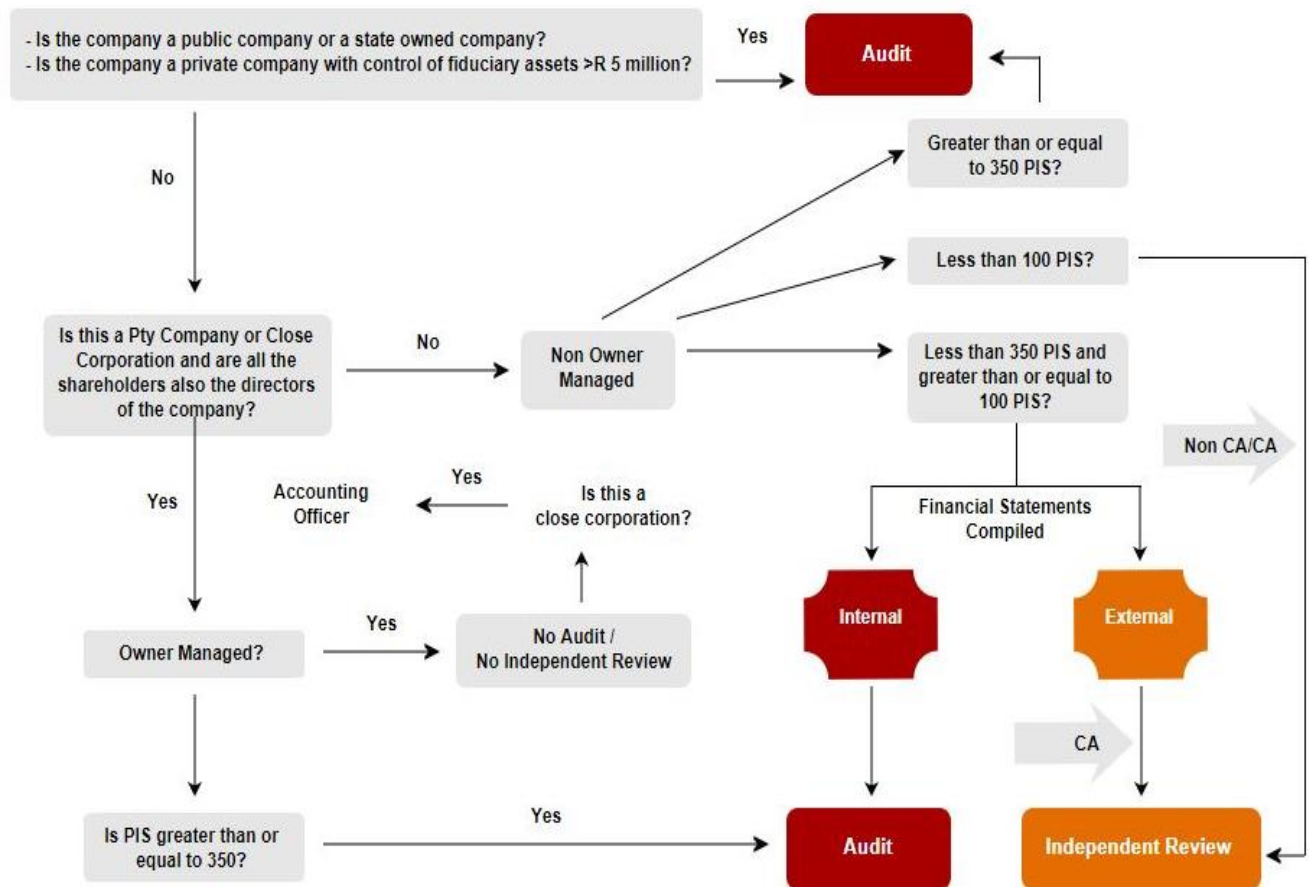 - Is the company a public company or a state owned company?
- Is the company a private company with control of fiduciary assets >R 5 million?
Yes
Audit
No
Greater than or equal
to 350 PIS?
Less than 100 PIS?
Is this a Pty Company or Close
Corporation and are all the
shareholders also the directors
of the company?
No
Non Owner
Managed
Less than 350 PIS and
greater than or equal to
100 PIS?
Non CA/CA
Yes
Accounting
Officer
Yes
Is this a
close corporation?
Financial Statements
Compiled
Internal
External
Owner Managed?
Yes
No Audit /
No Independent Review
CA
Is PIS greater than or
equal to 350?
Yes
Audit
Independent Review